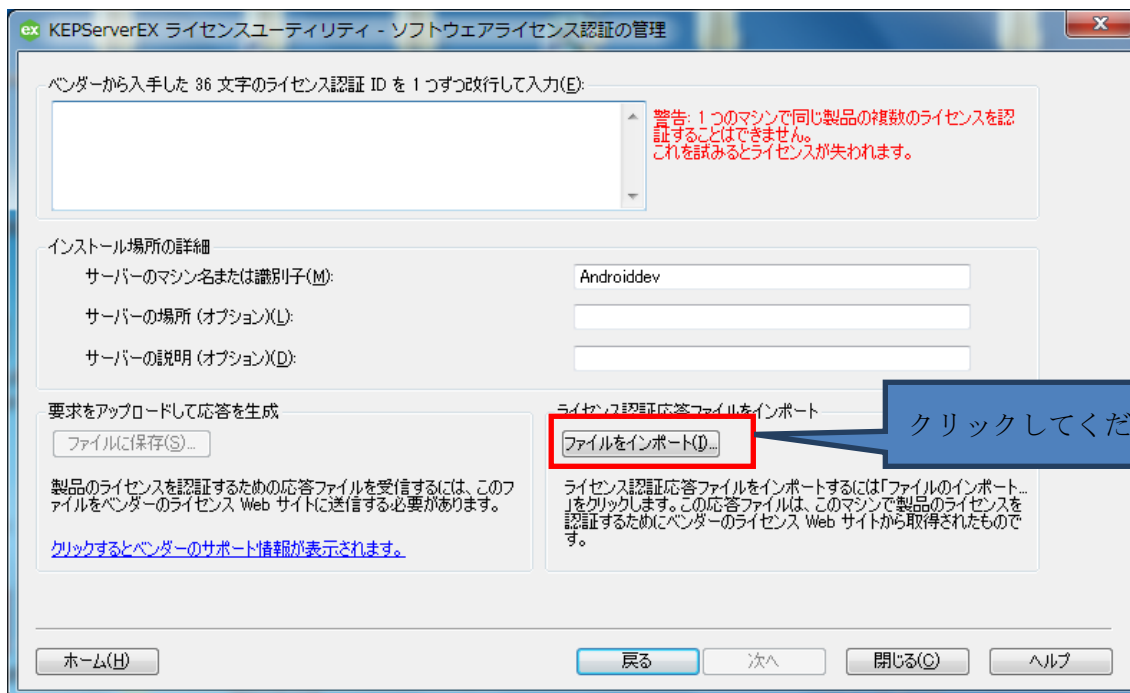 ex KEPServerEX ライセンスユーティリティ - ソフトウェアライセンス認証の管理
ベンダーから入手した 36 文字のライセンス認証 ID を 1 つずつ改行して入力(E):
警告: 1 つのマシンで同じ製品の複数のライセンスを認
証することはできません。
これを試みるとライセンスが失われます。
インストール場所の詳細
サーバーのマシン名または識別子(M):
Androiddev
サーバーの場所 (オプション)(L):
サーバーの説明 (オプション)(D):
要求をアップロードして応答を生成
ファイルに保存(S)...
製品のライセンスを認証するための応答ファイルを受信するには、このフ
ァイルをベンダーのライセンス Web サイトに送信する必要があります。
クリックするとベンダーのサポート情報が表示されます。
ライセンス認証応答ファイルをインポート
ファイルをインポート(I)...
クリックしてくだ
ライセンス認証応答ファイルをインポートするには「ファイルのインポート...
」をクリックします。この応答ファイルは、このマシンで製品のライセンスを
認証するためにベンダーのライセンス Web サイトから取得されたもので
す。
ホーム(H)
戻る
次へ
閉じる(C)
ヘルプ